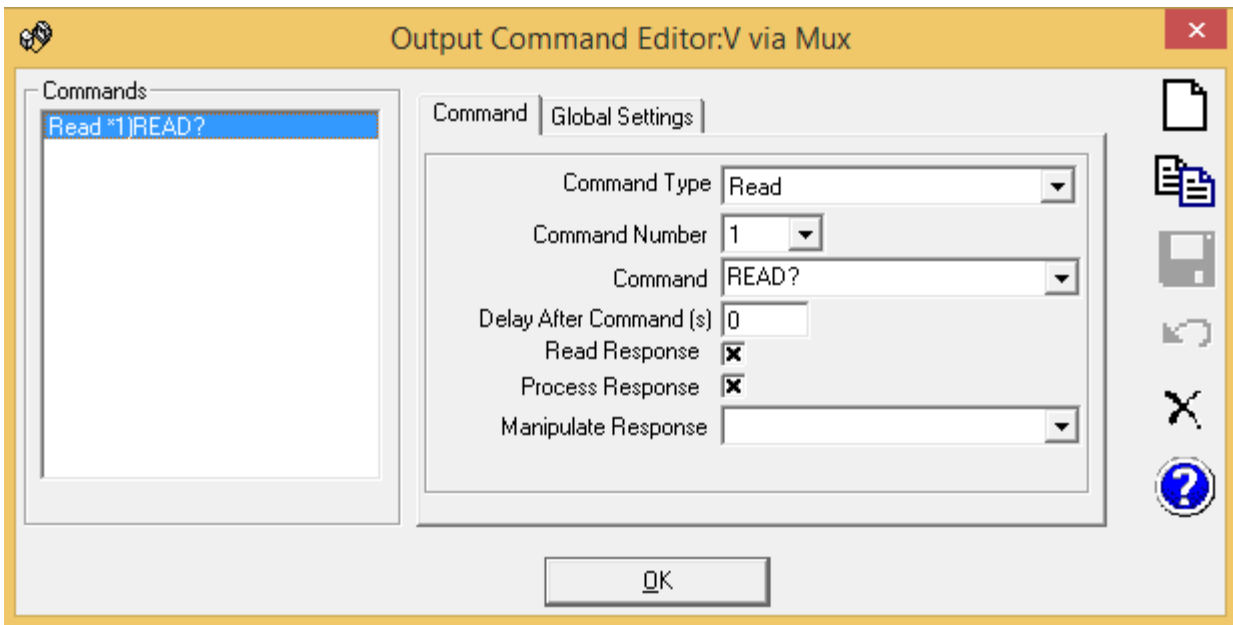 Output Command Editor:V via Mux
Commands
Read *1)READ?
Command
Global Settings
Command Type Read
Command Number 1
Command READ?
Delay After Command (s) 0
Read Response
Process Response
Manipulate Response
OK